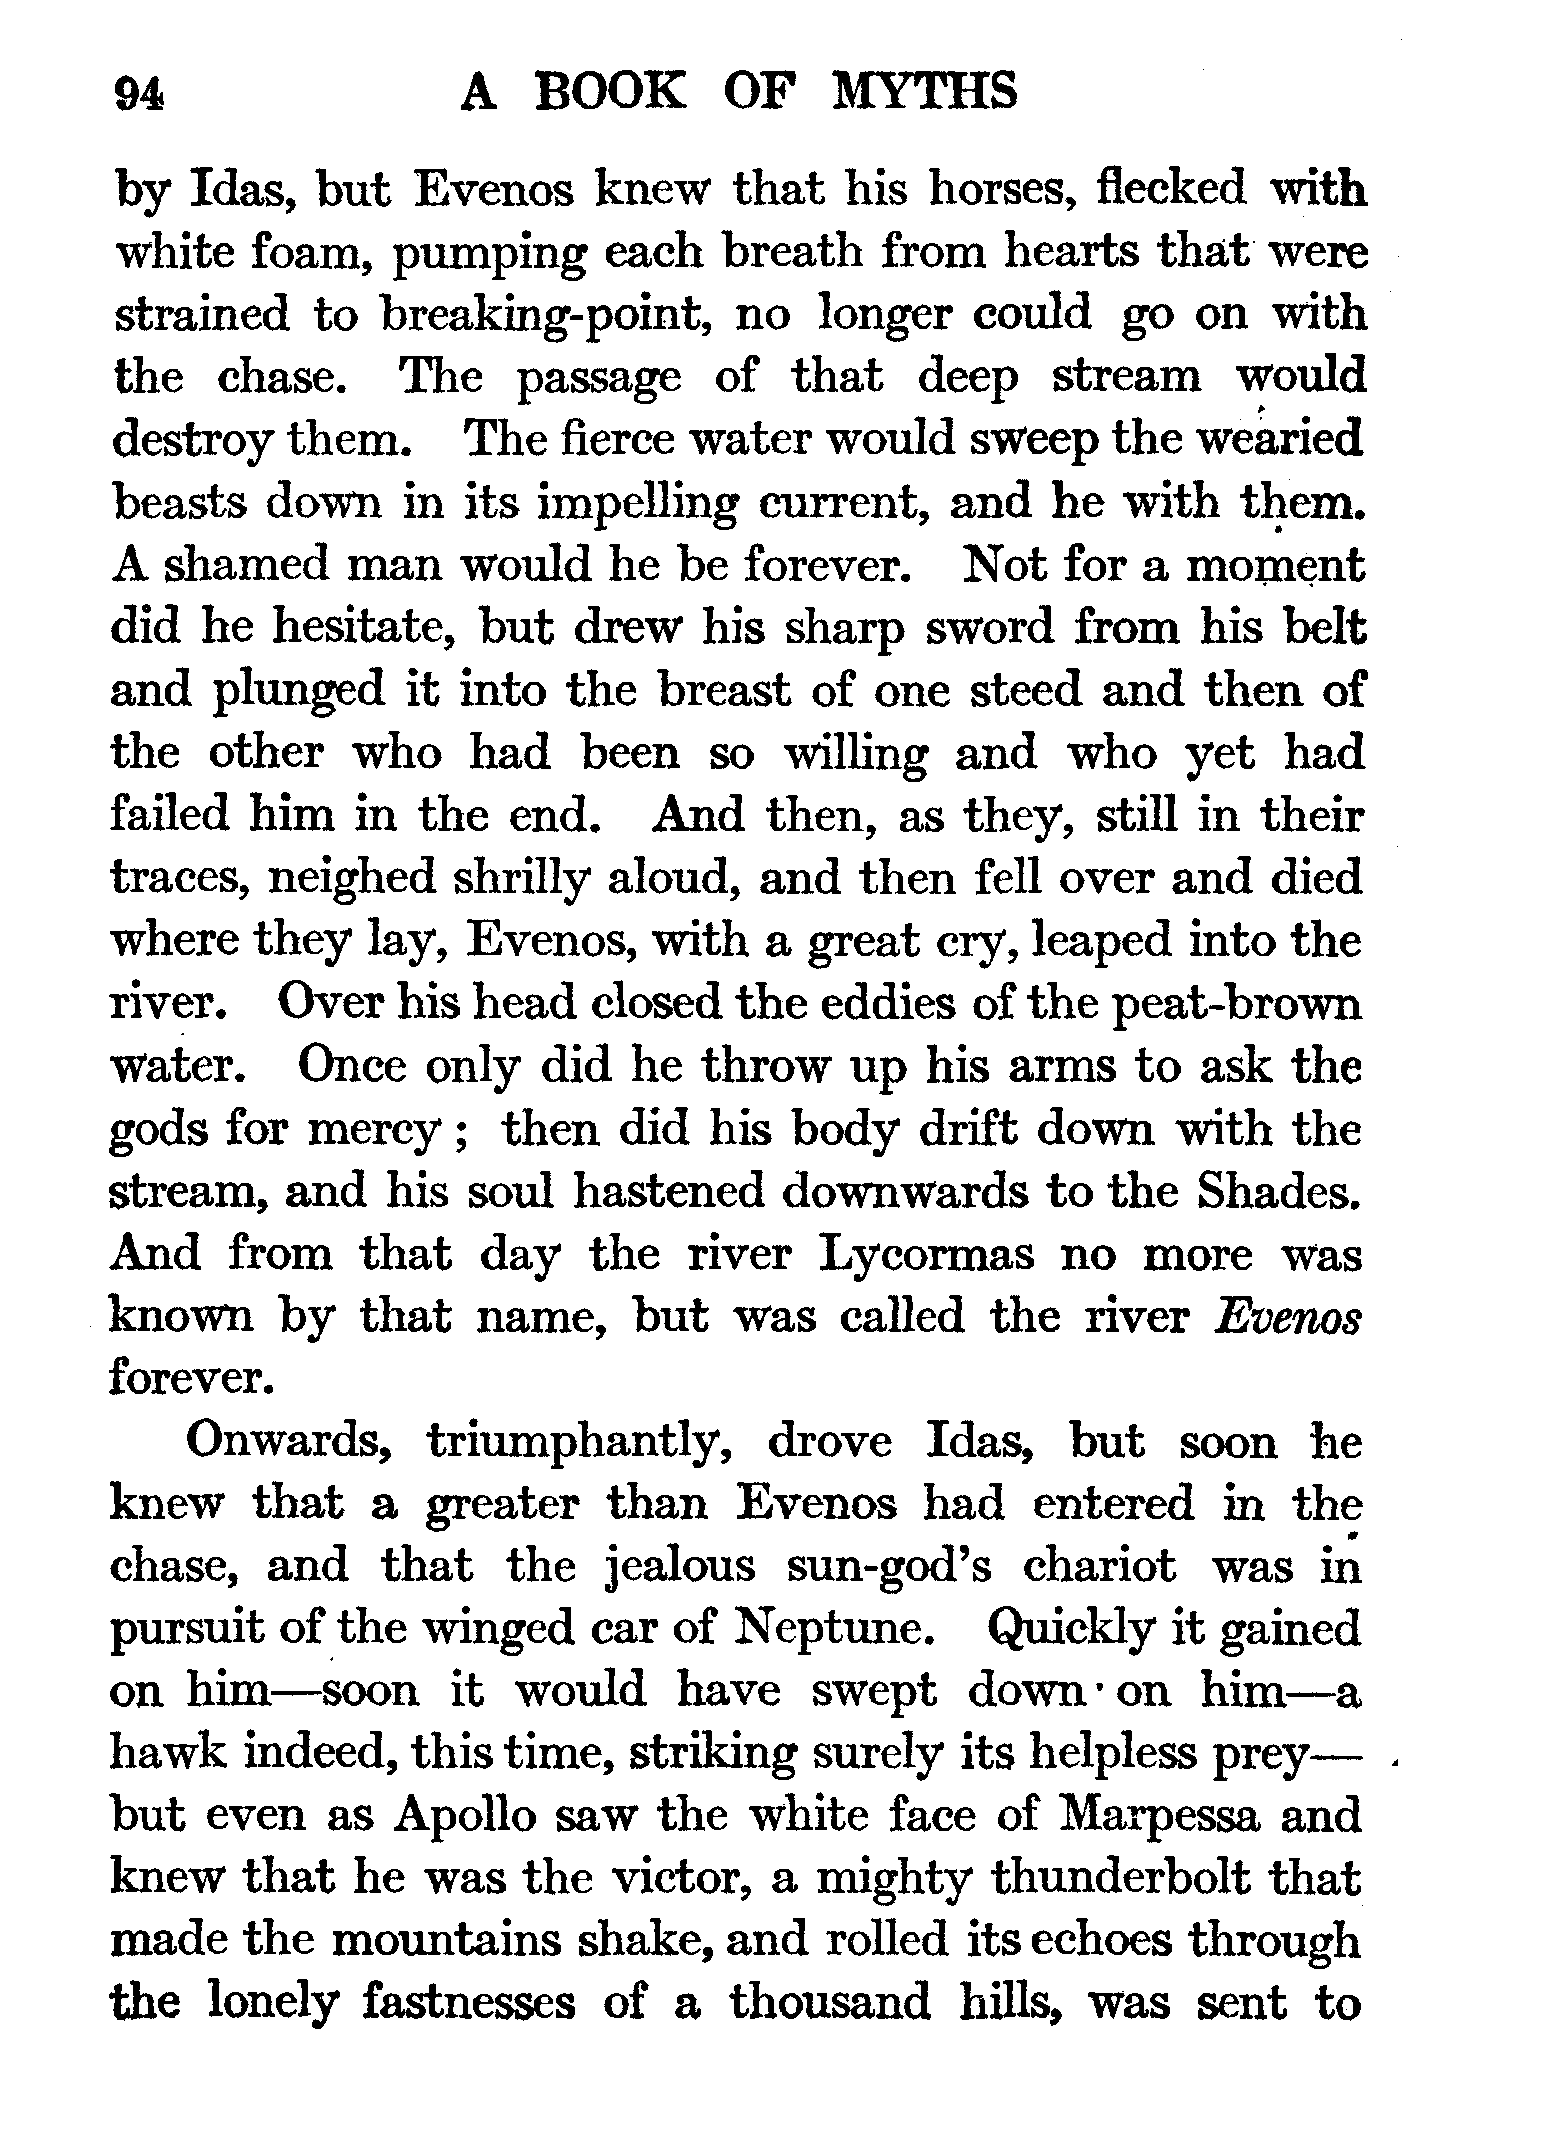 94 A BOOK OF MYTHS
by Idas, but Evenos knew that his horses, flecked with
white foam, pumping each breath from hearts that were
strained to breaking-point, no longer could go on with
the chase. The passage of that deep stream would
destroy them. The fierce water would sweep the wearied
beasts down in its impelling current, and he with them.
A shamed man would he be forever. Not for a moment
did he hesitate, but drew his sharp sword from his belt
and plunged it into the breast of one steed and then of
the other who had been so willing and who yet had
failed him in the end. And then, as they, still in their
traces, neighed shrilly aloud, and then fell over and died
where they lay, Evenos, with a great cry, leaped into the
river. Over his head closed the eddies of the peat-brown
water. Once only did he throw up his arms to ask the
gods for mercy ; then did his body drift down with the
stream, and his soul hastened downwards to the Shades.
And from that day the river Lycormas no more was
known by that name, but was called the river Evenos
forever.
Onwards, triumphantly, drove Idas, but soon he
knew that a greater than Evenos had entered in the
chase, and that the jealous sun-god's chariot was in
pursuit of the winged car of Neptune. Quickly it gained
on him—soon it would have swept down on him—a
hawk indeed, this time, striking surely its helpless prey—
but even as Apollo saw the white face of Marpessa and
knew that he was the victor, a mighty thunderbolt that
made the mountains shake, and rolled its echoes through
the lonely fastnesses of a thousand hills, was sent to